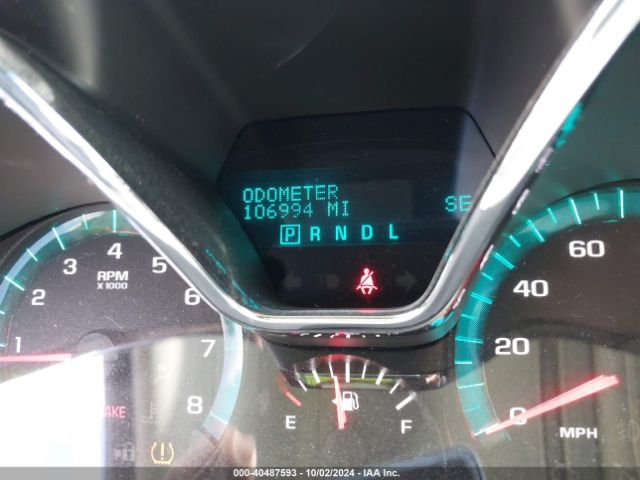 ODOMETER
106994 MI SE
P R N D L
1 2 3 4 5 6 7 8
RPM
X1000
E F
0 20 40 60
MPH
000-40487593 - 10/02/2024 - IAA Inc.